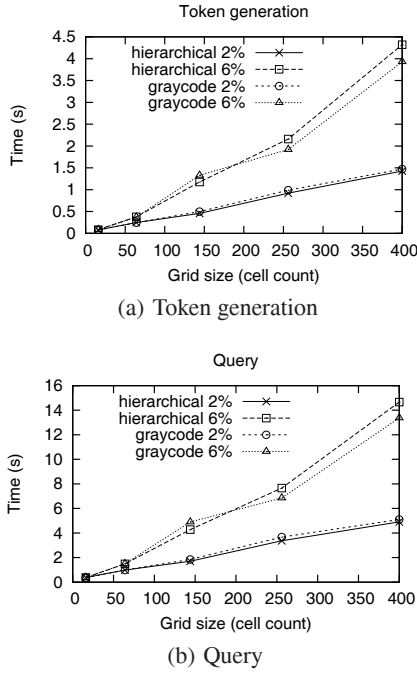 Token generation
4.5
4
3.5
3
2.5
2
1.5
1
0.5
0
Time (s)
hierarchical 2%
hierarchical 6%
graycode 2%
graycode 6%
0 50 100 150 200 250 300 350 400
Grid size (cell count)
(a) Token generation
Query
16
14
12
10
8
6
4
2
0
Time (s)
hierarchical 2%
hierarchical 6%
graycode 2%
graycode 6%
0 50 100 150 200 250 300 350 400
Grid size (cell count)
(b) Query